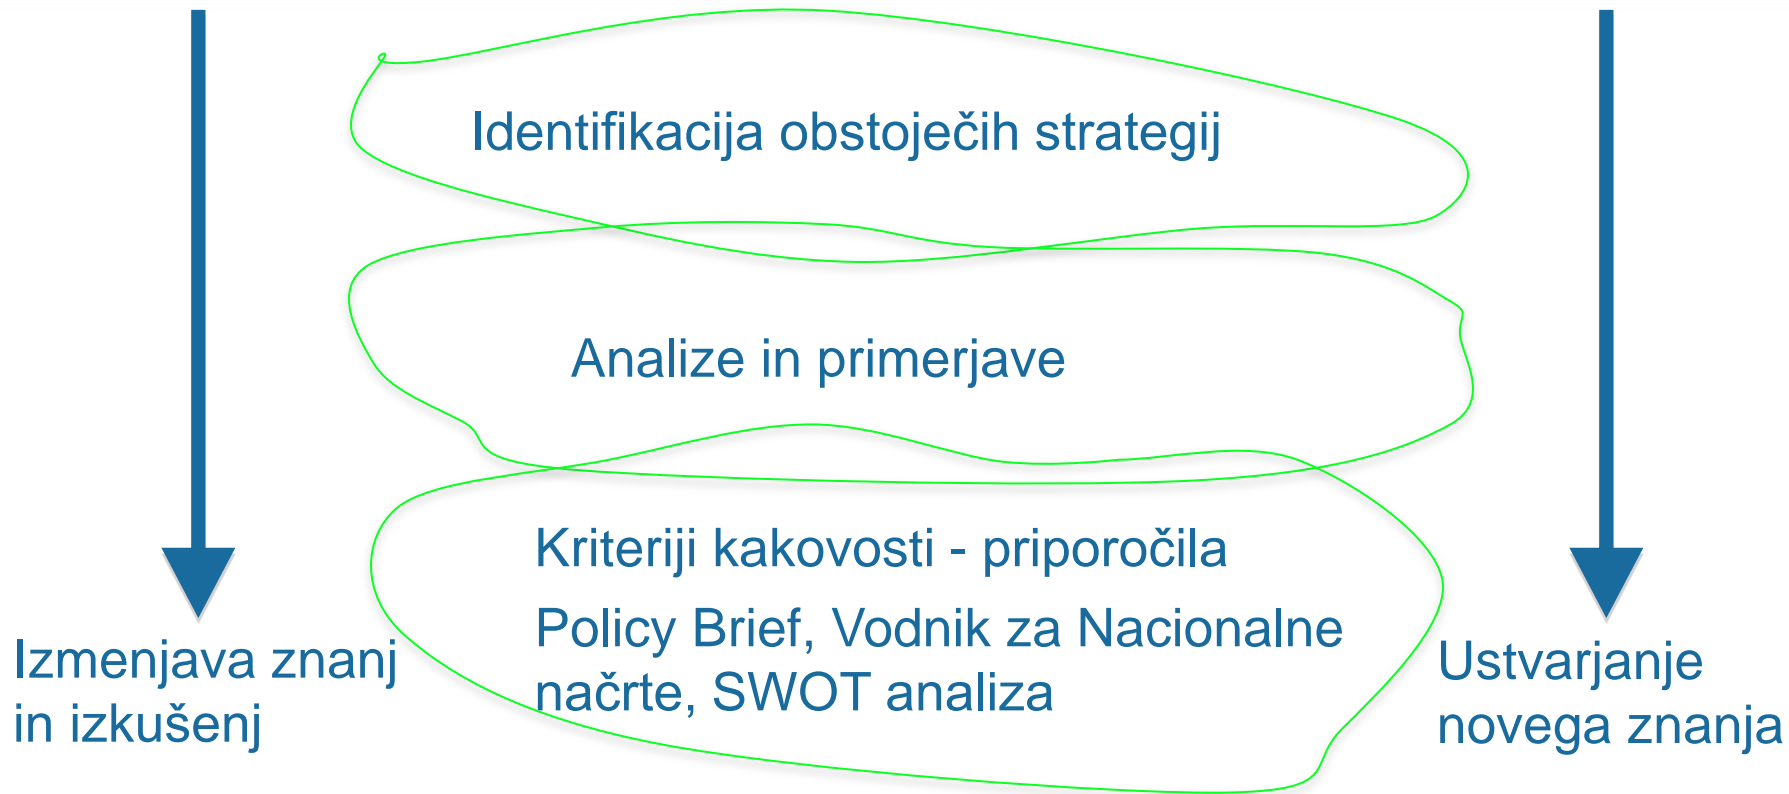 Identifikacija obstoječih strategij
Analize in primerjave
Kriteriji kakovosti - priporočila
Policy Brief, Vodnik za Nacionalne
načrte, SWOT analiza
Izmenjava znanj
in izkušenj
Ustvarjanje
novega znanja